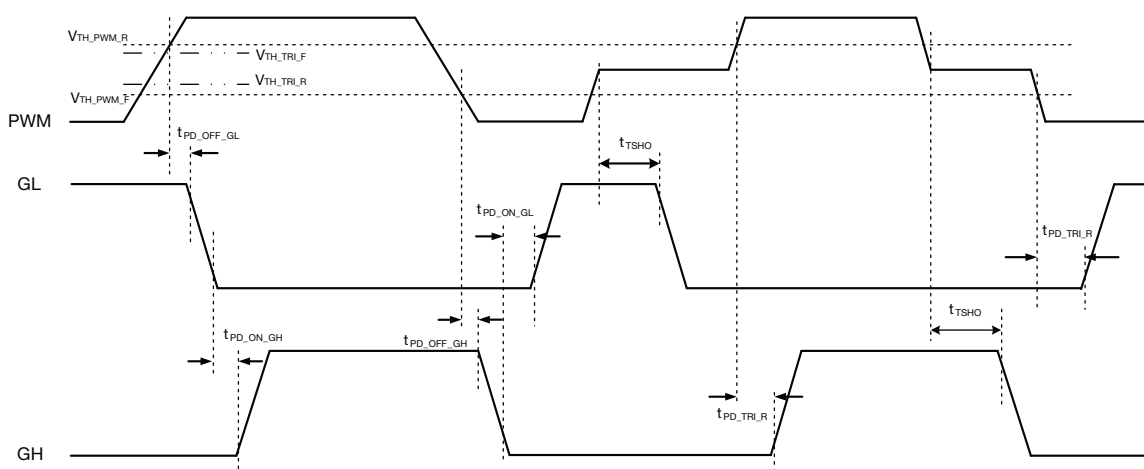 VTH_PWM_R
VTH_TRI_F
VTH_TRI_R
VTH_PWM_F
PWM
tPD_OFF_GL
tTSHO
GL
tPD_ON_GL
tPD_TRI_R
tTSHO
tPD_ON_GH
tPD_OFF_GH
tPD_TRI_R
GH